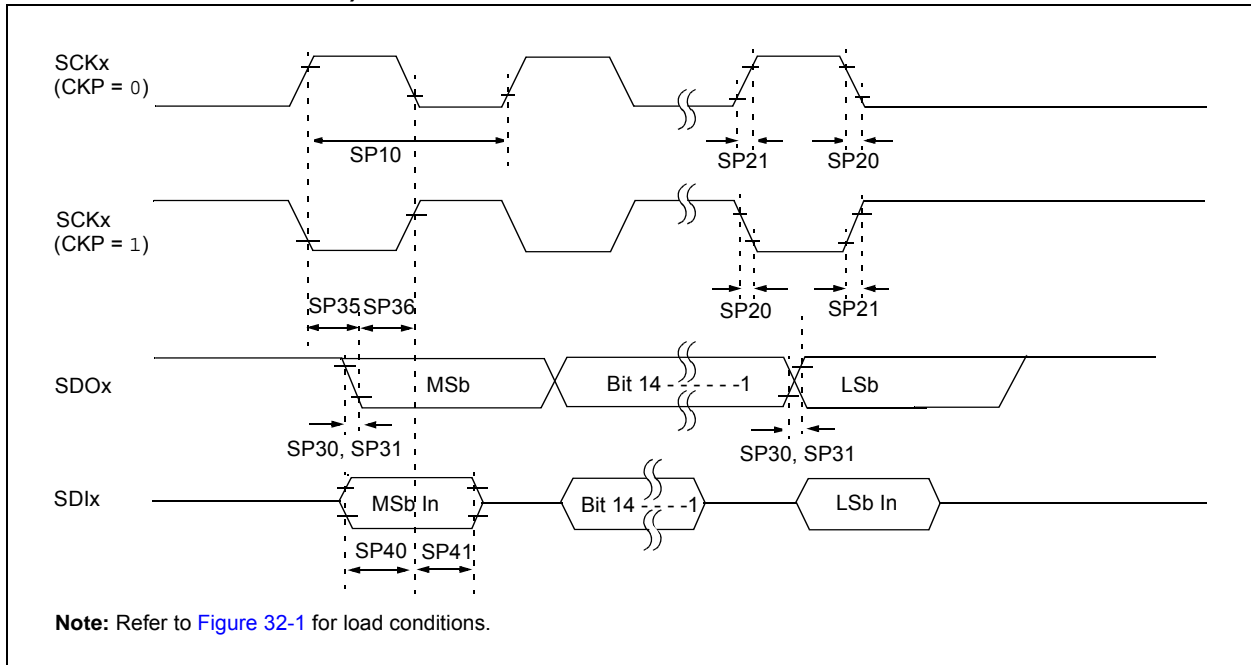 SCKx
(CKP = 0)
SP10
SP21
SP20
SCKx
(CKP = 1)
SP35
SP36
SP20
SP21
SDOx
MSb
Bit 14 - - - - - -1
LSb
SP30, SP31
SP30, SP31
SDIx
MSb In
Bit 14 - - - -1
LSb In
SP40
SP41
Note: Refer to Figure 32-1 for load conditions.